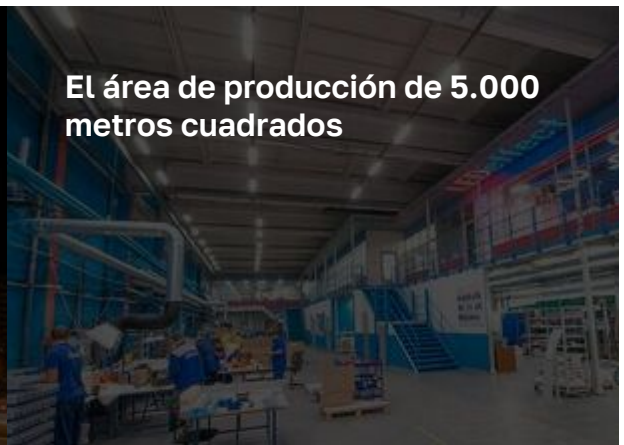 El área de producción de 5.000
metros cuadrados